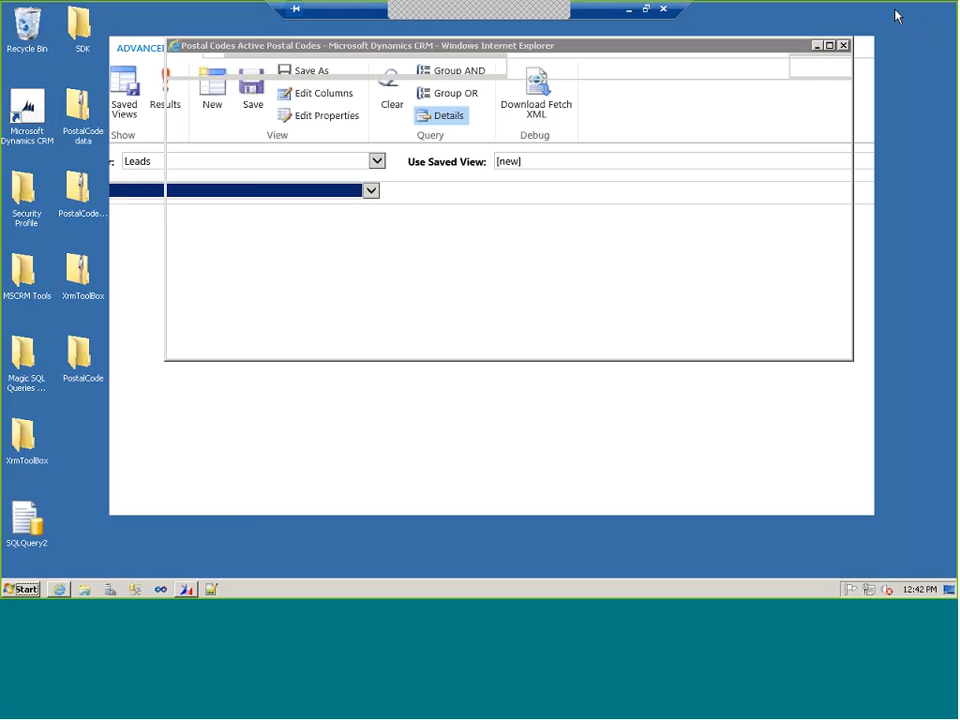 Recycle Bin
SDK
Microsoft
Dynamics CRM
PostalCode
data
Security
Profile
PostalCode...
MSCRM Tools
XrmToolBox
Magic SQL
Queries ...
PostalCode
XrmToolBox
SQLQuery2
Postal Codes Active Postal Codes - Microsoft Dynamics CRM - Windows Internet Explorer
Saved
Views
Results
Show
New
Save
Save As
Edit Columns
Edit Properties
View
Clear
Group AND
Group OR
Details
Query
Download Fetch
XML
Debug
Leads
Use Saved View:
[new]
Start
12:42 PM